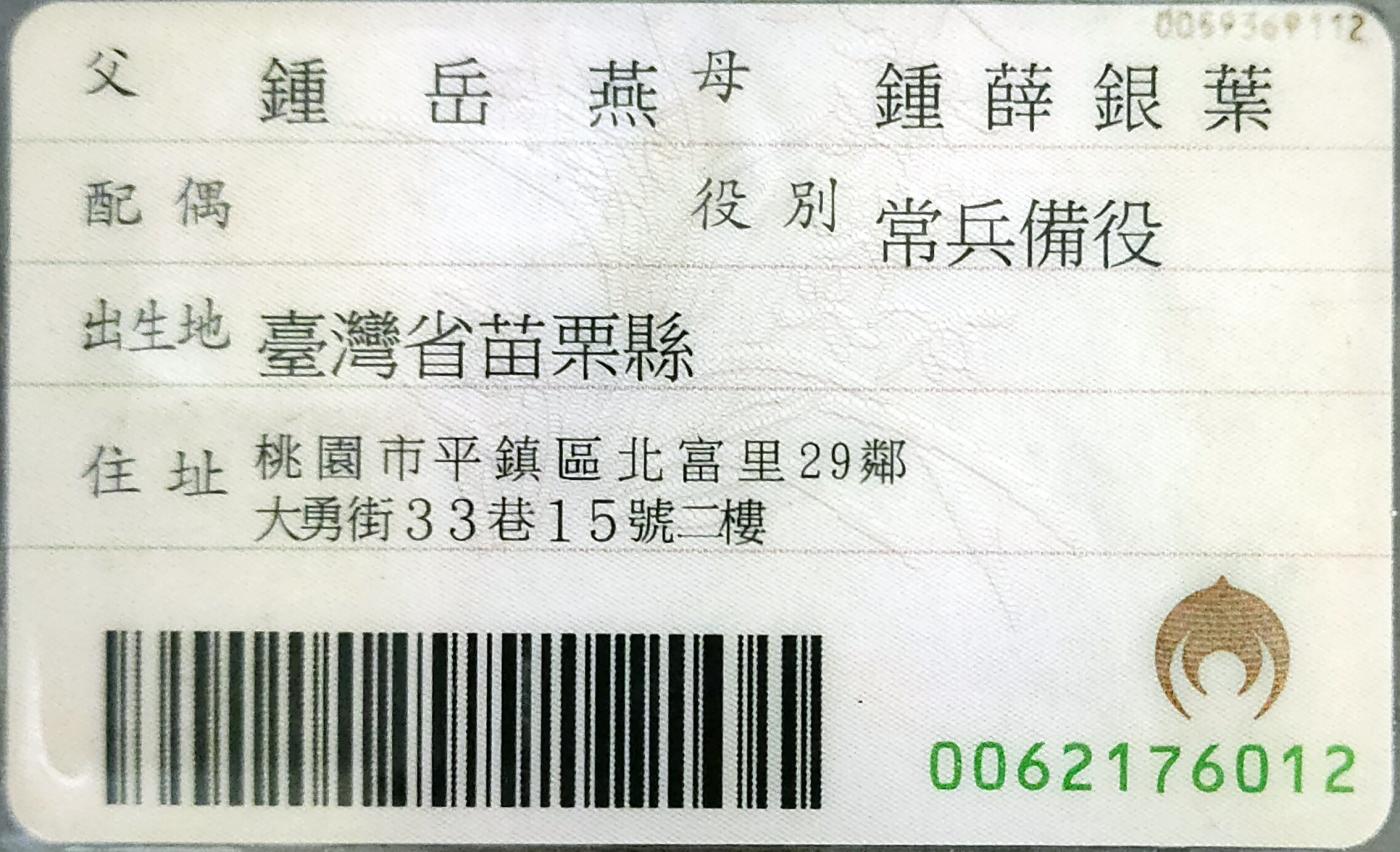 0059369112
父 鍾岳燕 母 鍾薛銀葉
配偶 役別 常兵備役
出生地 臺灣省苗栗縣
住址 桃園市平鎮區北富里29鄰
大勇街33巷15號二樓
0062176012